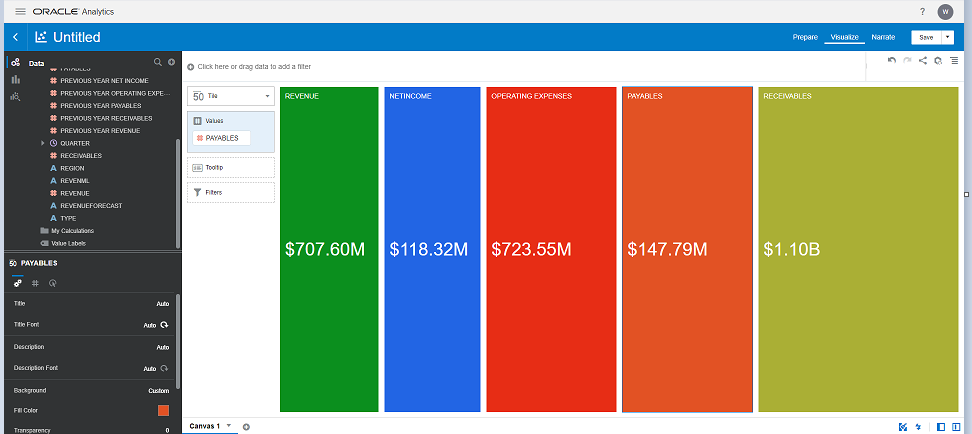 ORACLE Analytics
? W
Untitled
Prepare Visualize Narrate Save
Data
Click here or drag data to add a filter
PAYABLES
PREVIOUS YEAR NET INCOME
PREVIOUS YEAR OPERATING EXPE...
PREVIOUS YEAR PAYABLES
PREVIOUS YEAR RECEIVABLES
PREVIOUS YEAR REVENUE
QUARTER
RECEIVABLES
A REGION
A REVENML
REVENUE
A REVENUEFORECAST
A TYPE
My Calculations
Value Labels
50 PAYABLES
Title Auto
Title Font Auto
Description Auto
Description Font Auto
Background Custom
Fill Color
Transparency 0
50 Tile
Values
PAYABLES
Tooltip
Filters
REVENUE
$707.60M
NETINCOME
$118.32M
OPERATING EXPENSES
$723.55M
PAYABLES
$147.79M
RECEIVABLES
$1.10B
Canvas 1